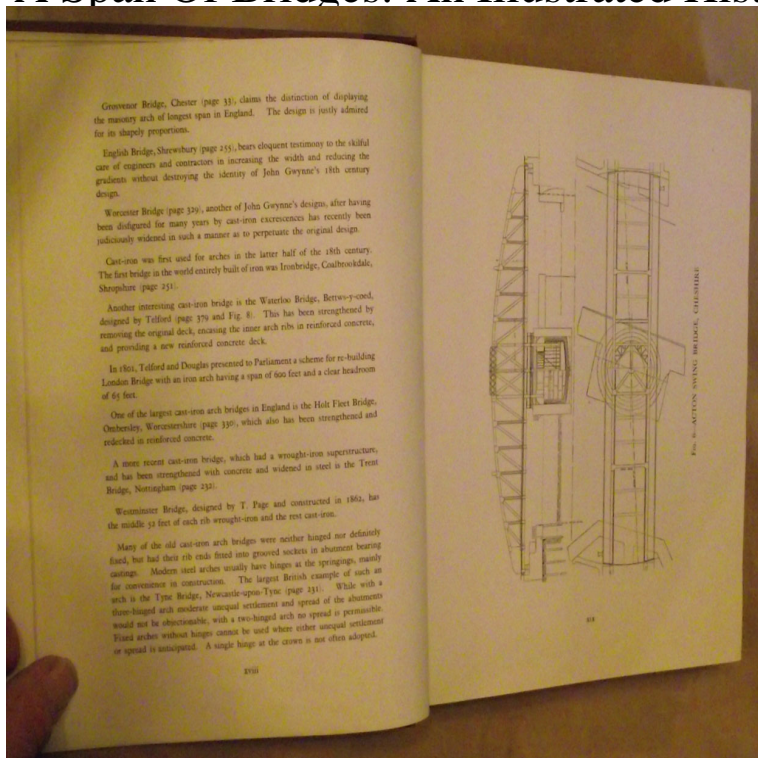 A Span Of Bridges: An Illustrated His
Grosvenor Bridge, Chester (page 33), claims the distinction of displaying
the masonry arch of longest span in England. The design is justly admired
for its shapely proportions.
English Bridge, Shrewsbury (page 255), bears eloquent testimony to the skilful
care of engineers and contractors in increasing the width and reducing the
gradients without destroying the identity of John Gwynne's 18th century
design.
Worcester Bridge (page 329), another of John Gwynne's designs, after having
been disfigured for many years by cast-iron excrescences has recently been
judiciously widened in such a manner as to perpetuate the original design.
Cast-iron was first used for arches in the latter half of the 18th century.
The first bridge in the world entirely built of iron was Ironbridge, Coalbrookdale,
Shropshire (page 251).
Another interesting cast-iron bridge is the Waterloo Bridge, Bettws-y-coed,
designed by Telford (page 379 and Fig. 8). This has been strengthened by
removing the original deck, encasing the inner arch ribs in reinforced concrete,
and providing a new reinforced concrete deck.
In 1801, Telford and Douglas presented to Parliament a scheme for re-building
London Bridge with an iron arch having a span of 600 feet and a clear headroom
of 65 feet.
One of the largest cast-iron arch bridges in England is the Holt Fleet Bridge,
Ombersley, Worcestershire (page 330), which also has been strengthened and
redecked in reinforced concrete.
A more recent cast-iron bridge, which had a wrought-iron superstructure,
and has been strengthened with concrete and widened in steel is the Trent
Bridge, Nottingham (page 232).
Westminster Bridge, designed by T. Page and constructed in 1862, has
the middle 52 feet of each rib wrought-iron and the rest cast-iron.
Many of the old cast-iron arch bridges were neither hinged nor definitely
fixed, but had their rib ends fitted into grooved sockets in abutment bearing
castings. Modern steel arches usually have hinges at the springings, mainly
for convenience in construction. The largest British example of such an
arch is the Tyne Bridge, Newcastle-upon-Tyne (page 231). While with a
three-hinged arch moderate unequal settlement and spread of the abutments
would not be objectionable, with a two-hinged arch no spread is permissible.
Fixed arches without hinges cannot be used where either unequal settlement
or spread is anticipated. A single hinge at the crown is not often adopted.
xviii
FIG. 6—ACTON SWING BRIDGE, CHESHIRE
xix